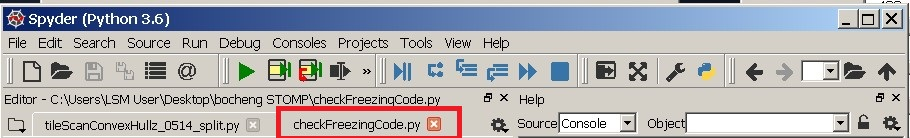 Spyder (Python 3.6)
File Edit Search Source Run Debug Consoles Projects Tools View Help
Editor - C:\Users\LSM User\Desktop\bocheng STOMP\checkFreezingCode.py
Help
tileScanConvexHullz_0514_split.py checkFreezingCode.py Source Console Object